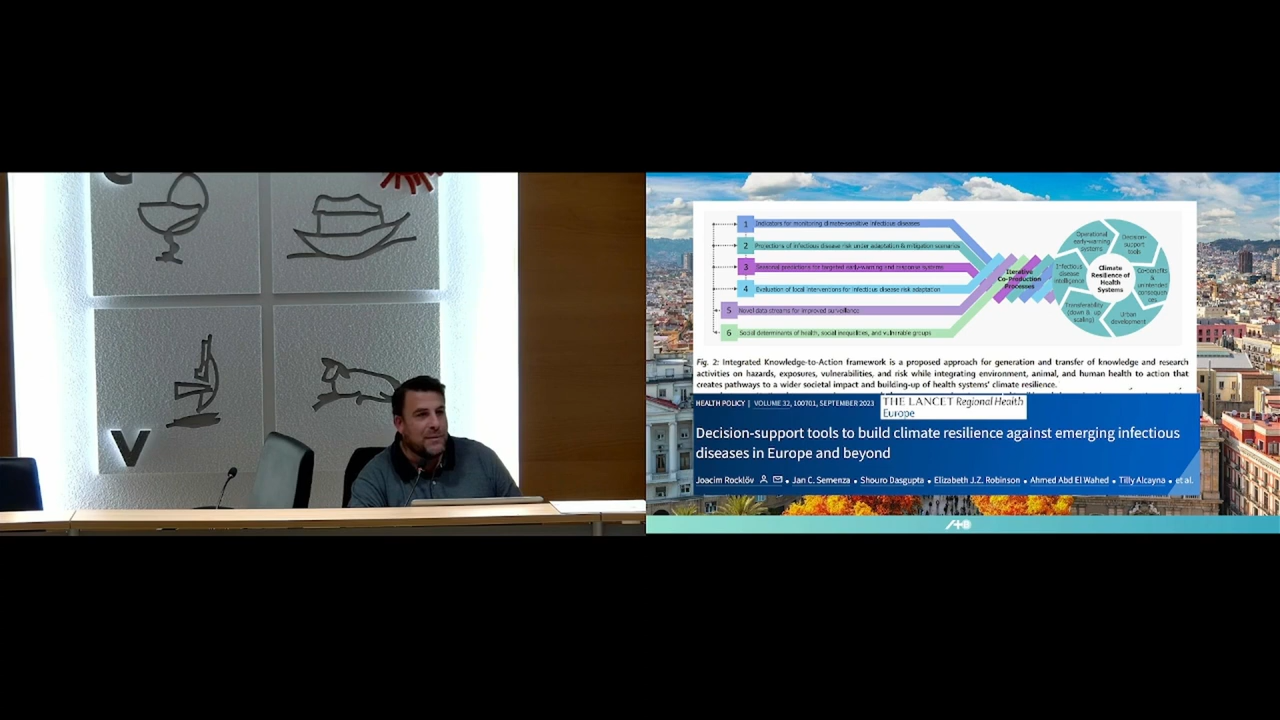 V
1 Indicators for monitoring climate-sensitive infectious diseases
2 Projections of infectious disease risk under adaptation & mitigation scenarios
3 Seasonal predictions for targeted early-warning and response systems
4 Evaluation of local interventions for infectious disease risk adaptation
5 Novel data streams for improved surveillance
6 Social determinants of health, social inequalities, and vulnerable groups
Iterative
Co-Production
Processes
Operational
early-warning
systems
Decision-
support
tools
Infectious
disease
intelligence
Climate
Resilience of
Health
Systems
Co-benefits
&
unintended
consequen
ces
Transferability
(down & up
scaling)
Urban
development
Fig. 2: Integrated Knowledge-to-Action framework is a proposed approach for generation and transfer of knowledge and research
activities on hazards, exposures, vulnerabilities, and risk while integrating environment, animal, and human health to action that
creates pathways to a wider societal impact and building-up of health systems' climate resilience.
HEALTH POLICY | VOLUME 32, 100701, SEPTEMBER 2023
THE LANCET Regional Health
Europe
Decision-support tools to build climate resilience against emerging infectious
diseases in Europe and beyond
Joacim Rocklöv • Jan C. Semenza • Shouro Dasgupta • Elizabeth J.Z. Robinson • Ahmed Abd El Wahed • Tilly Alcayna • et al.